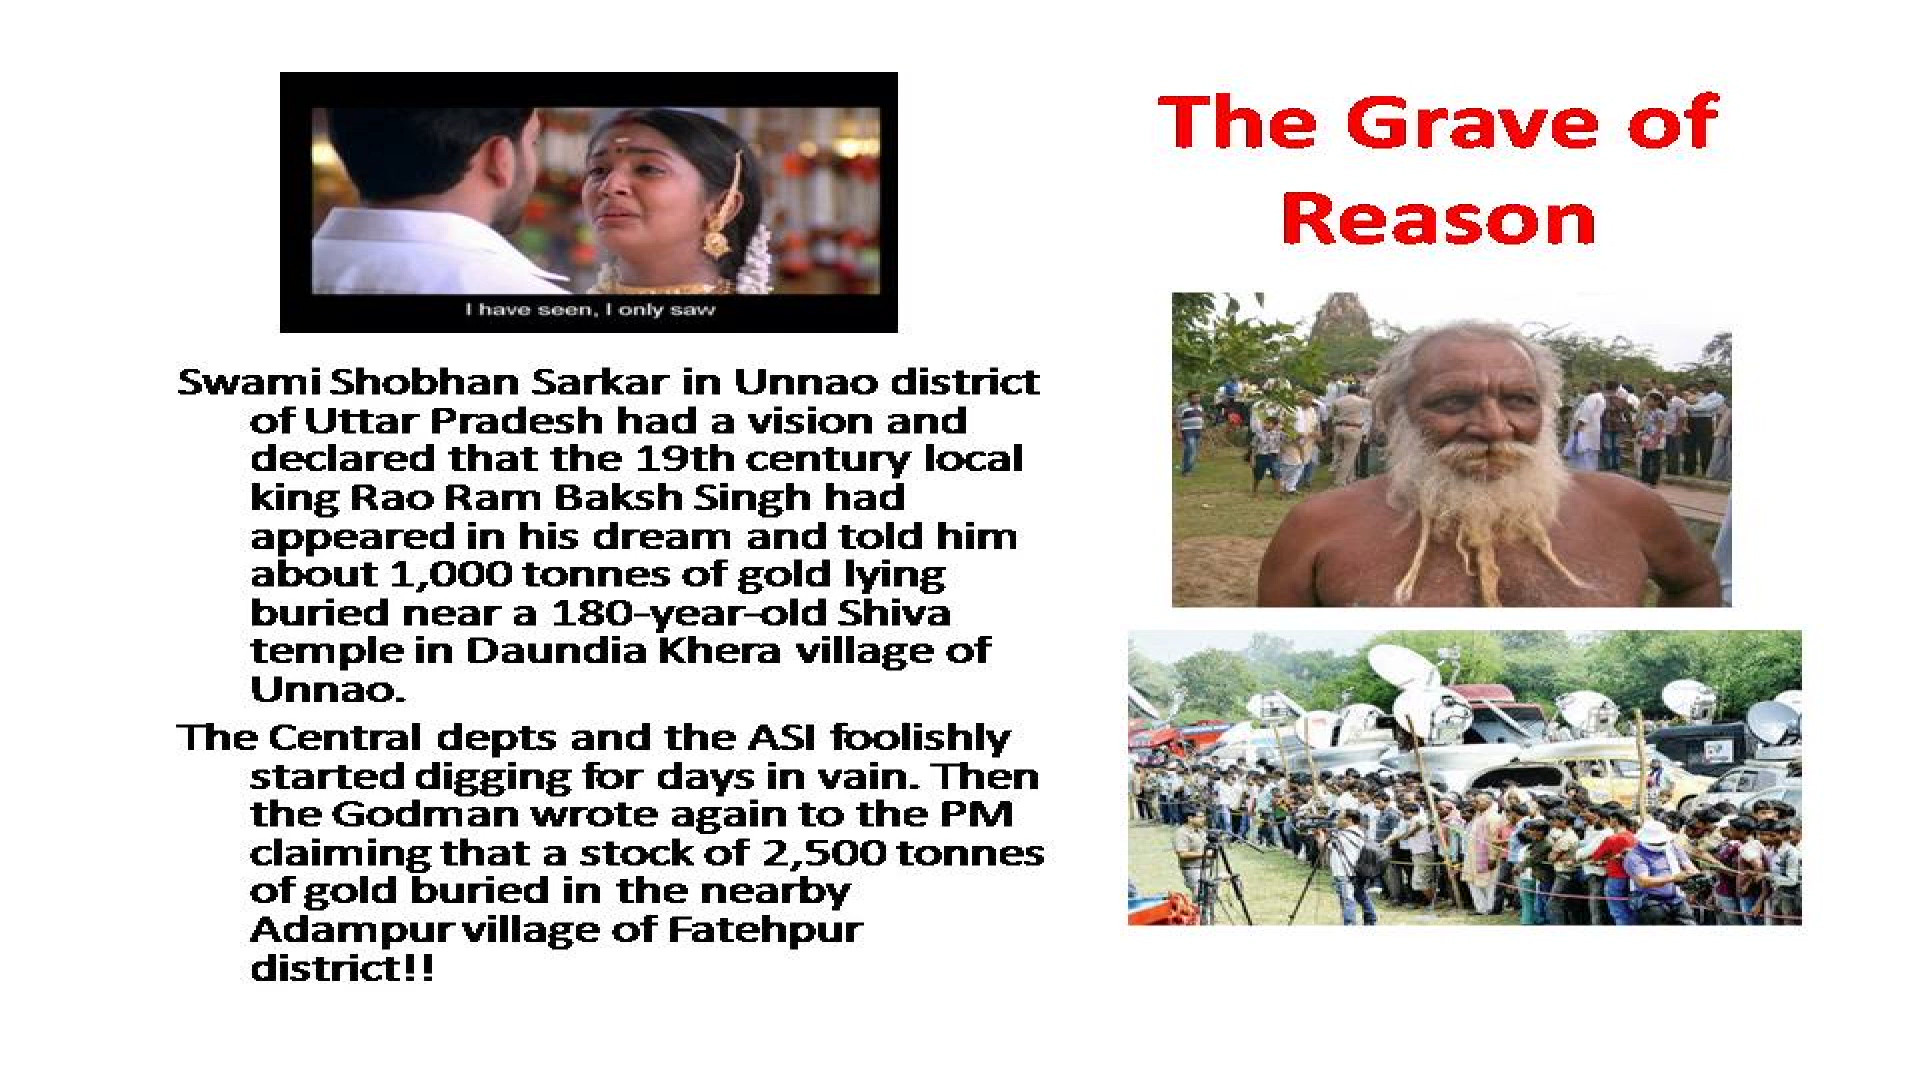 The Grave of
Reason
I have seen, I only saw
Swami Shobhan Sarkar in Unnao district
of Uttar Pradesh had a vision and
declared that the 19th century local
king Rao Ram Baksh Singh had
appeared in his dream and told him
about 1,000 tonnes of gold lying
buried near a 180-year-old Shiva
temple in Daundia Khera village of
Unnao.
The Central depts and the ASI foolishly
started digging for days in vain. Then
the Godman wrote again to the PM
claiming that a stock of 2,500 tonnes
of gold buried in the nearby
Adampur village of Fatehpur
district!!